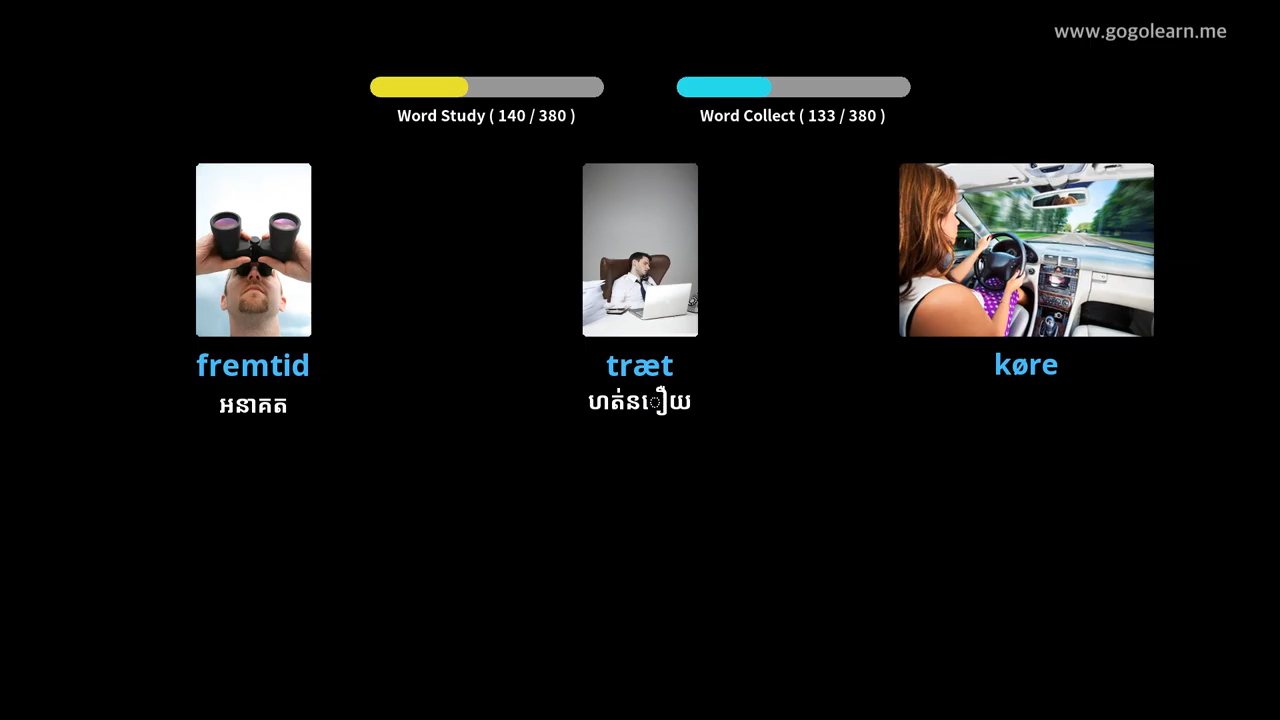 www.gogolearn.me
Word Study ( 140 / 380 )
Word Collect ( 133 / 380 )
fremtid
træt
køre
អនាគត
ហត់នឿយ